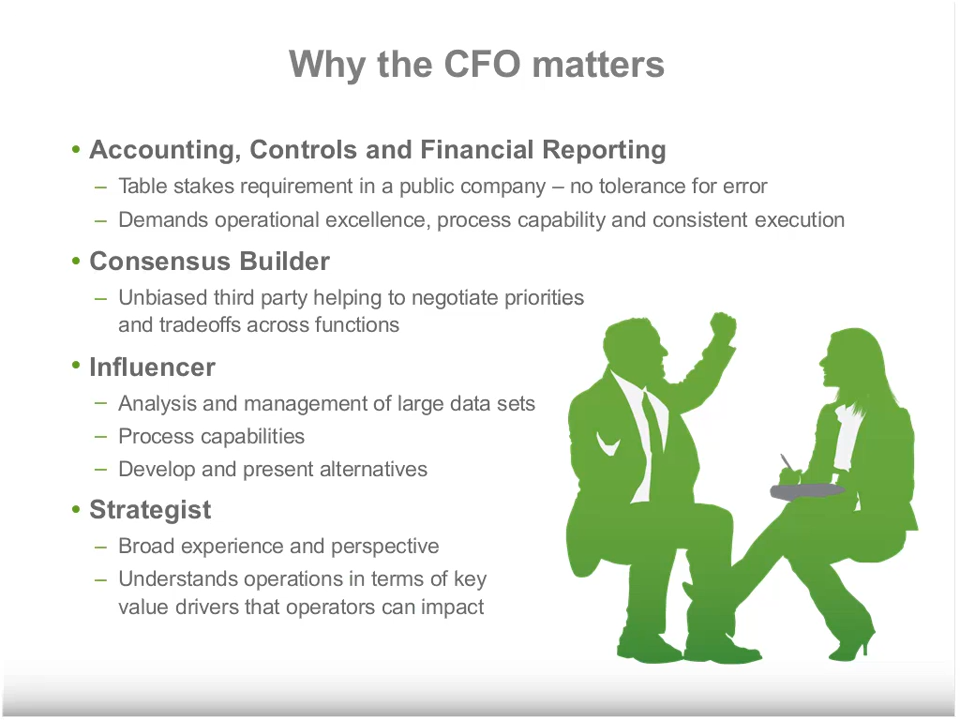 Why the CFO matters
• Accounting, Controls and Financial Reporting
– Table stakes requirement in a public company – no tolerance for error
– Demands operational excellence, process capability and consistent execution
• Consensus Builder
– Unbiased third party helping to negotiate priorities
and tradeoffs across functions
• Influencer
– Analysis and management of large data sets
– Process capabilities
– Develop and present alternatives
• Strategist
– Broad experience and perspective
– Understands operations in terms of key
value drivers that operators can impact